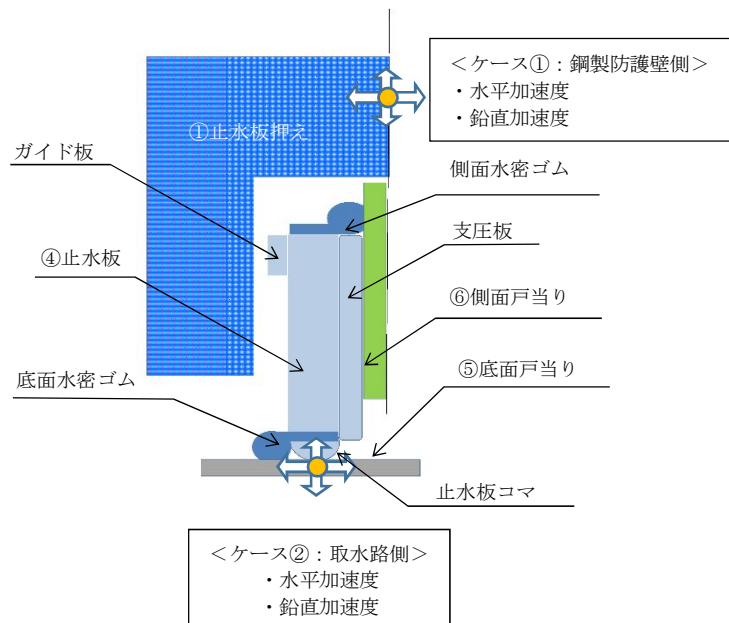 <ケース①：鋼製防護壁側>
・水平加速度
・鉛直加速度
①止水板押え
ガイド板
側面水密ゴム
支圧板
④止水板
⑥側面戸当り
⑤底面戸当り
底面水密ゴム
止水板コマ
<ケース②：取水路側>
・水平加速度
・鉛直加速度